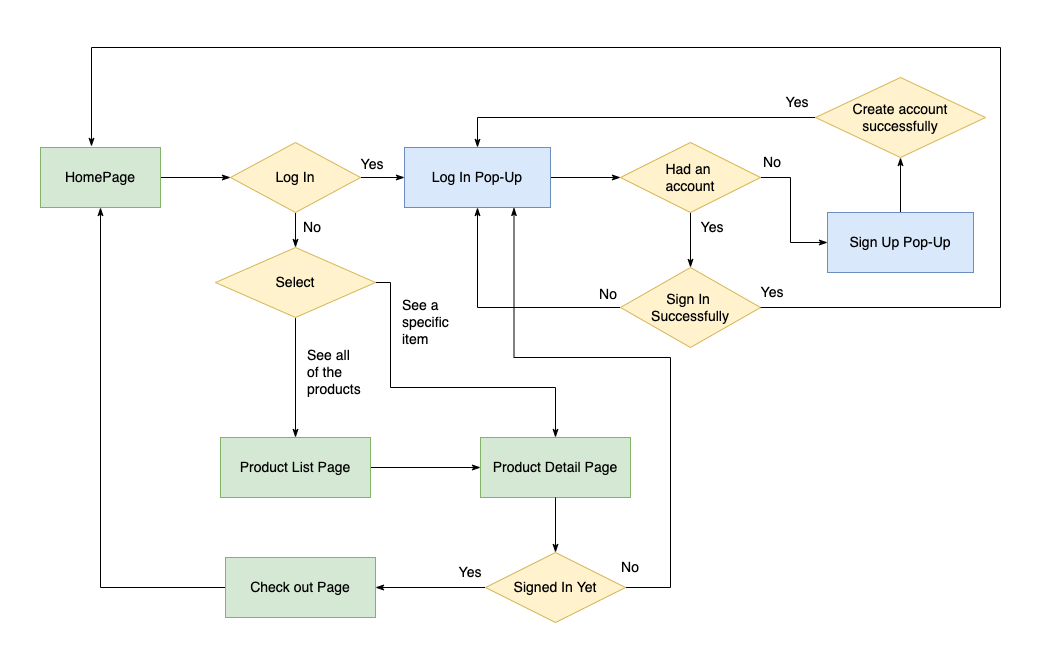 Yes
Create account
successfully
HomePage
Log In
Yes
Log In Pop-Up
Had an
account
No
No
Yes
Sign Up Pop-Up
Select
See a
specific
item
No
Sign In
Successfully
Yes
See all
of the
products
Product List Page
Product Detail Page
Check out Page
Yes
Signed In Yet
No